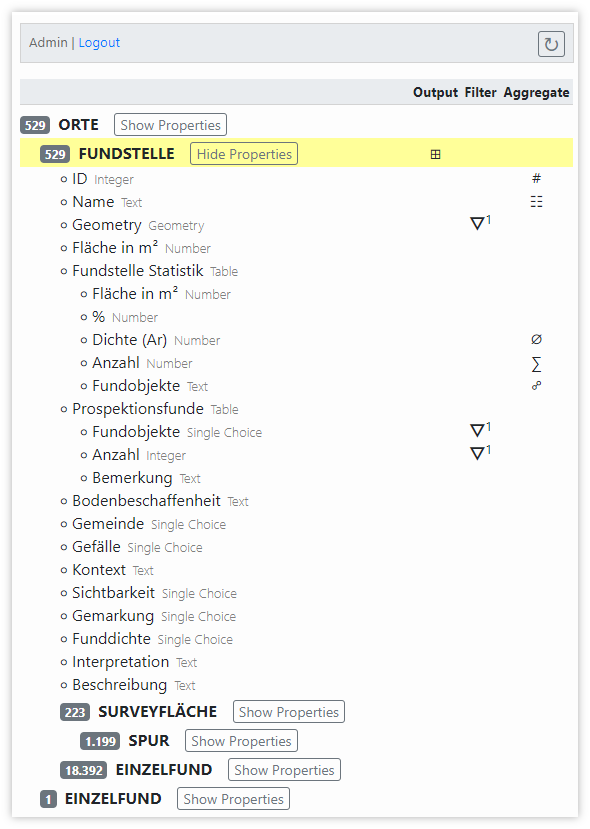 Admin | Logout ↻
Output Filter Aggregate
529 ORTE Show Properties
529 FUNDSTELLE Hide Properties ⊞
ID Integer #
Name Text ☷
Geometry Geometry ▽1
Fläche in m² Number
Fundstelle Statistik Table
Fläche in m² Number
% Number
Dichte (Ar) Number ∅
Anzahl Number ∑
Fundobjekte Text ☍
Prospektionsfunde Table
Fundobjekte Single Choice ▽1
Anzahl Integer ▽1
Bemerkung Text
Bodenbeschaffenheit Text
Gemeinde Single Choice
Gefälle Single Choice
Kontext Text
Sichtbarkeit Single Choice
Gemarkung Single Choice
Funddichte Single Choice
Interpretation Text
Beschreibung Text
223 SURVEYFLÄCHE Show Properties
1.199 SPUR Show Properties
18.392 EINZELFUND Show Properties
1 EINZELFUND Show Properties